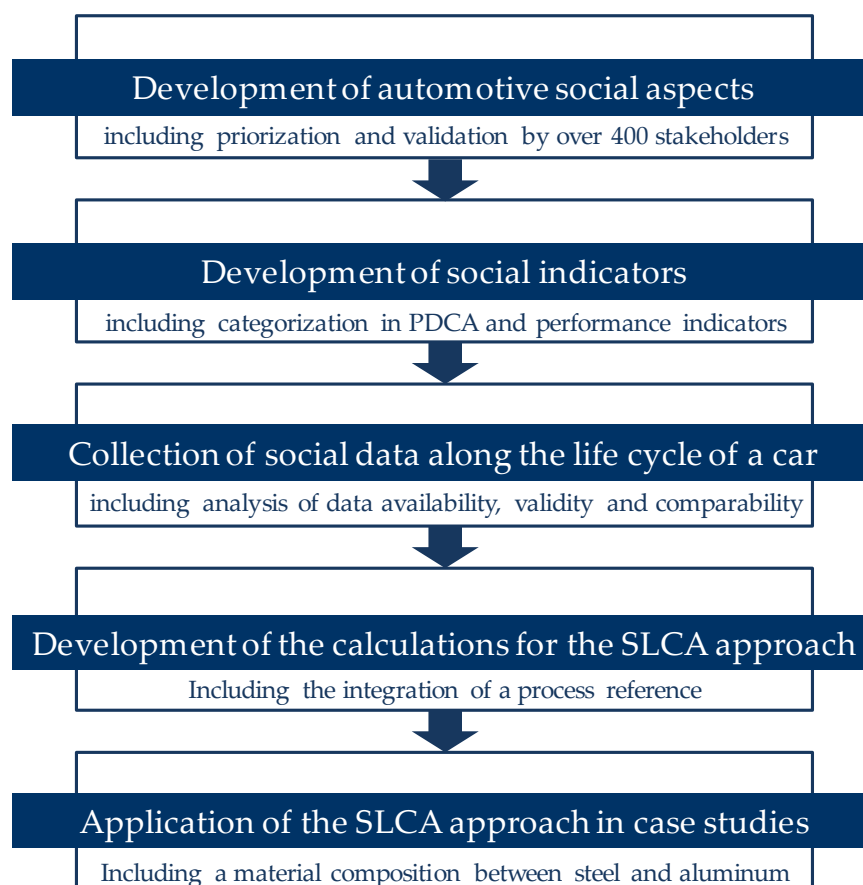 Development of automotive social aspects
including priorization and validation by over 400 stakeholders
Development of social indicators
including categorization in PDCA and performance indicators
Collection of social data along the life cycle of a car
including analysis of data availability, validity and comparability
Development of the calculations for the SLCA approach
Including the integration of a process reference
Application of the SLCA approach in case studies
Including a material composition between steel and aluminum